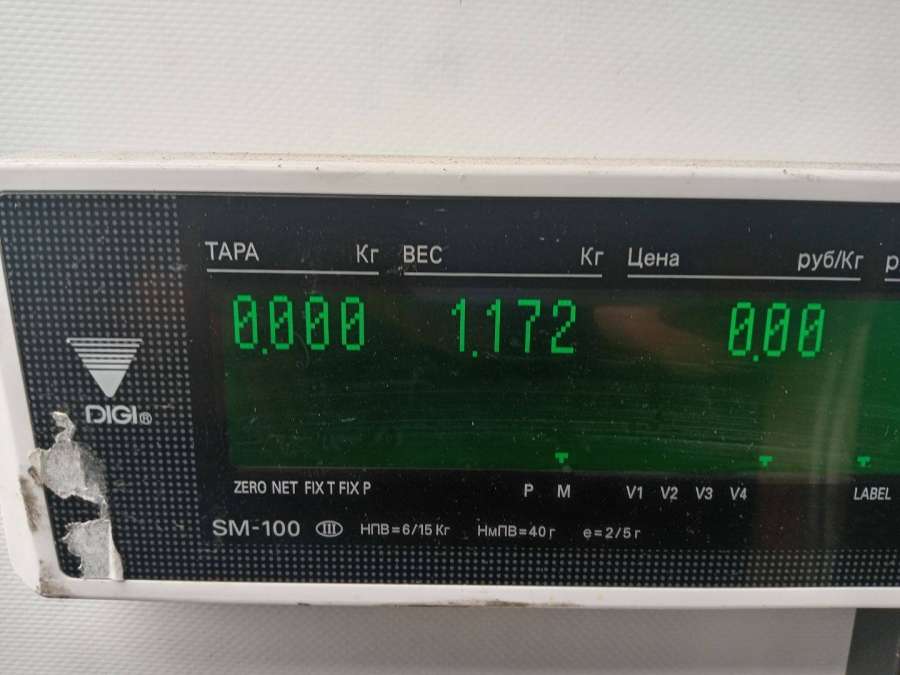 ТАРА Кг ВЕС Кг Цена руб/Кг р
0.000 1.172 0.00
DIGI®
ZERO NET FIX T FIX P P M V1 V2 V3 V4 LABEL
SM-100 III НПВ=6/15 Кг НмПВ=40 г e=2/5 г